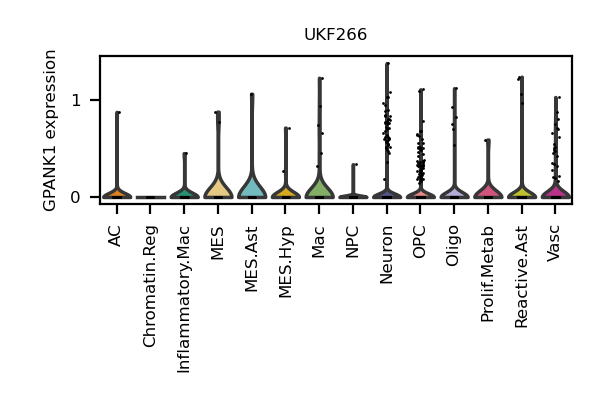 UKF266
GPANK1 expression
1
0
AC
Chromatin.Reg
Inflammatory.Mac
MES
MES.Ast
MES.Hyp
Mac
NPC
Neuron
OPC
Oligo
Prolif.Metab
Reactive.Ast
Vasc